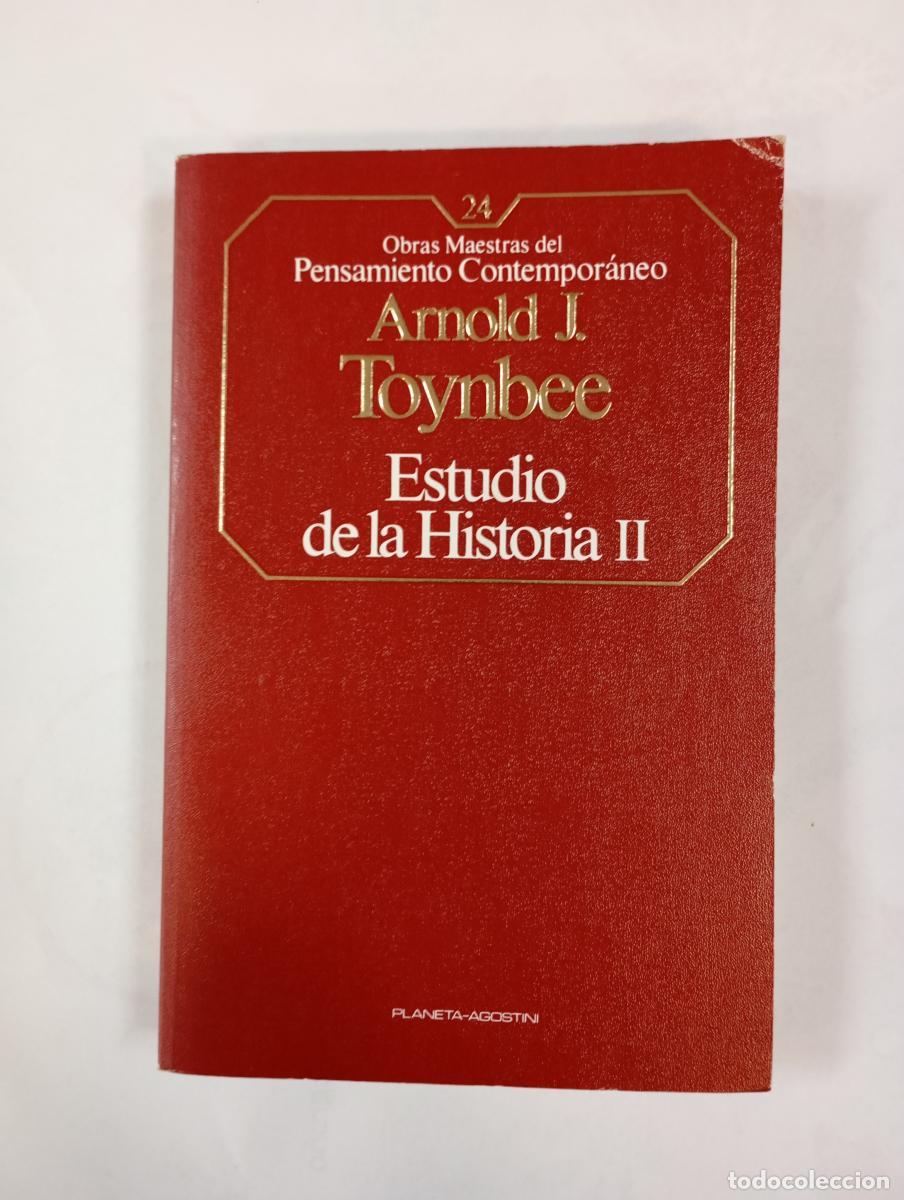 24
Obras Maestras del
Pensamiento Contemporáneo
Arnold J.
Toynbee
Estudio
de la Historia II
PLANETA-AGOSTINI
todocoleccion